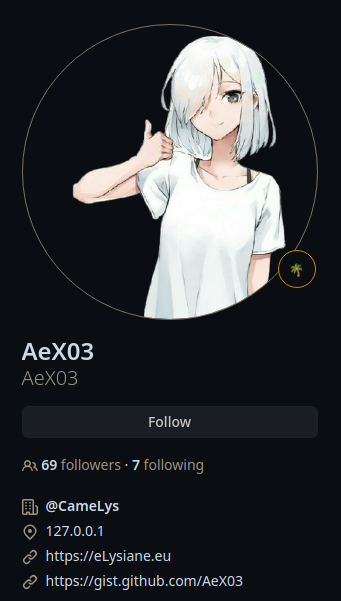 AeX03
AeX03
Follow
69 followers · 7 following
@CameLys
127.0.0.1
https://eLysiane.eu
https://gist.github.com/AeX03